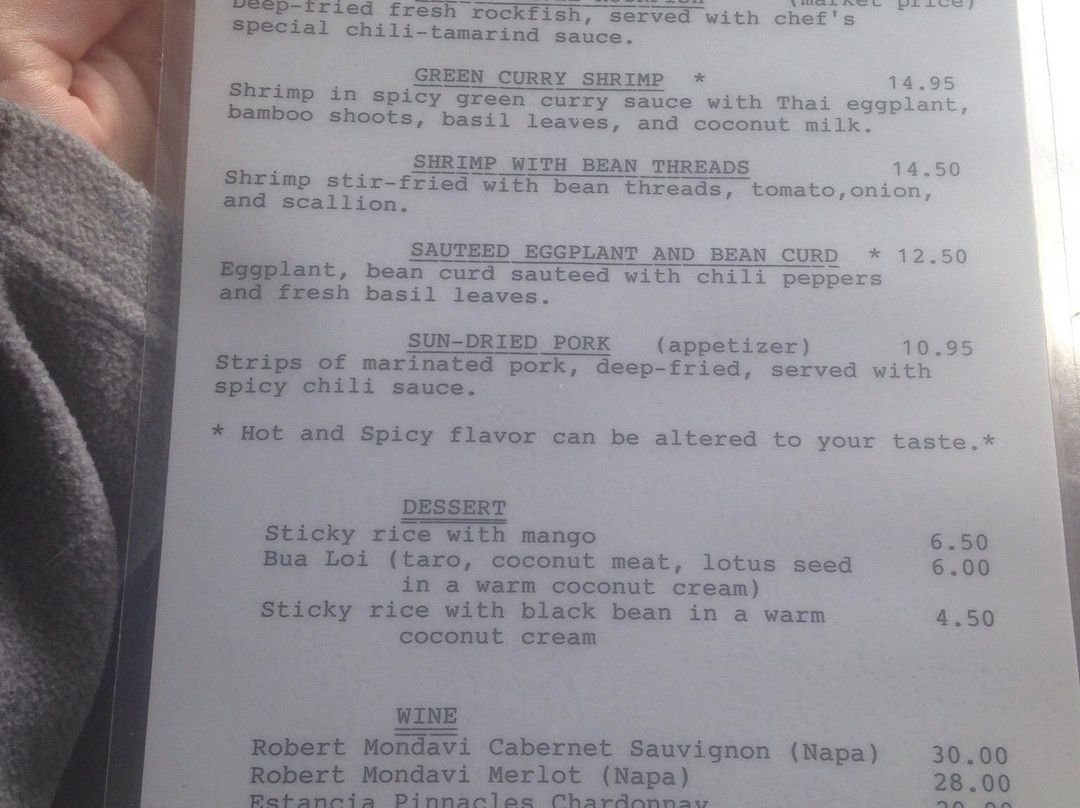 (market price)
Deep-fried fresh rockfish, served with chef's
special chili-tamarind sauce.
GREEN CURRY SHRIMP * 14.95
Shrimp in spicy green curry sauce with Thai eggplant,
bamboo shoots, basil leaves, and coconut milk.
SHRIMP WITH BEAN THREADS 14.50
Shrimp stir-fried with bean threads, tomato,onion,
and scallion.
SAUTEED EGGPLANT AND BEAN CURD * 12.50
Eggplant, bean curd sauteed with chili peppers
and fresh basil leaves.
SUN-DRIED PORK (appetizer) 10.95
Strips of marinated pork, deep-fried, served with
spicy chili sauce.
* Hot and Spicy flavor can be altered to your taste.*
DESSERT
Sticky rice with mango 6.50
Bua Loi (taro, coconut meat, lotus seed 6.00
in a warm coconut cream)
Sticky rice with black bean in a warm 4.50
coconut cream
WINE
Robert Mondavi Cabernet Sauvignon (Napa) 30.00
Robert Mondavi Merlot (Napa) 28.00
Estancia Pinnacles Chardonnay